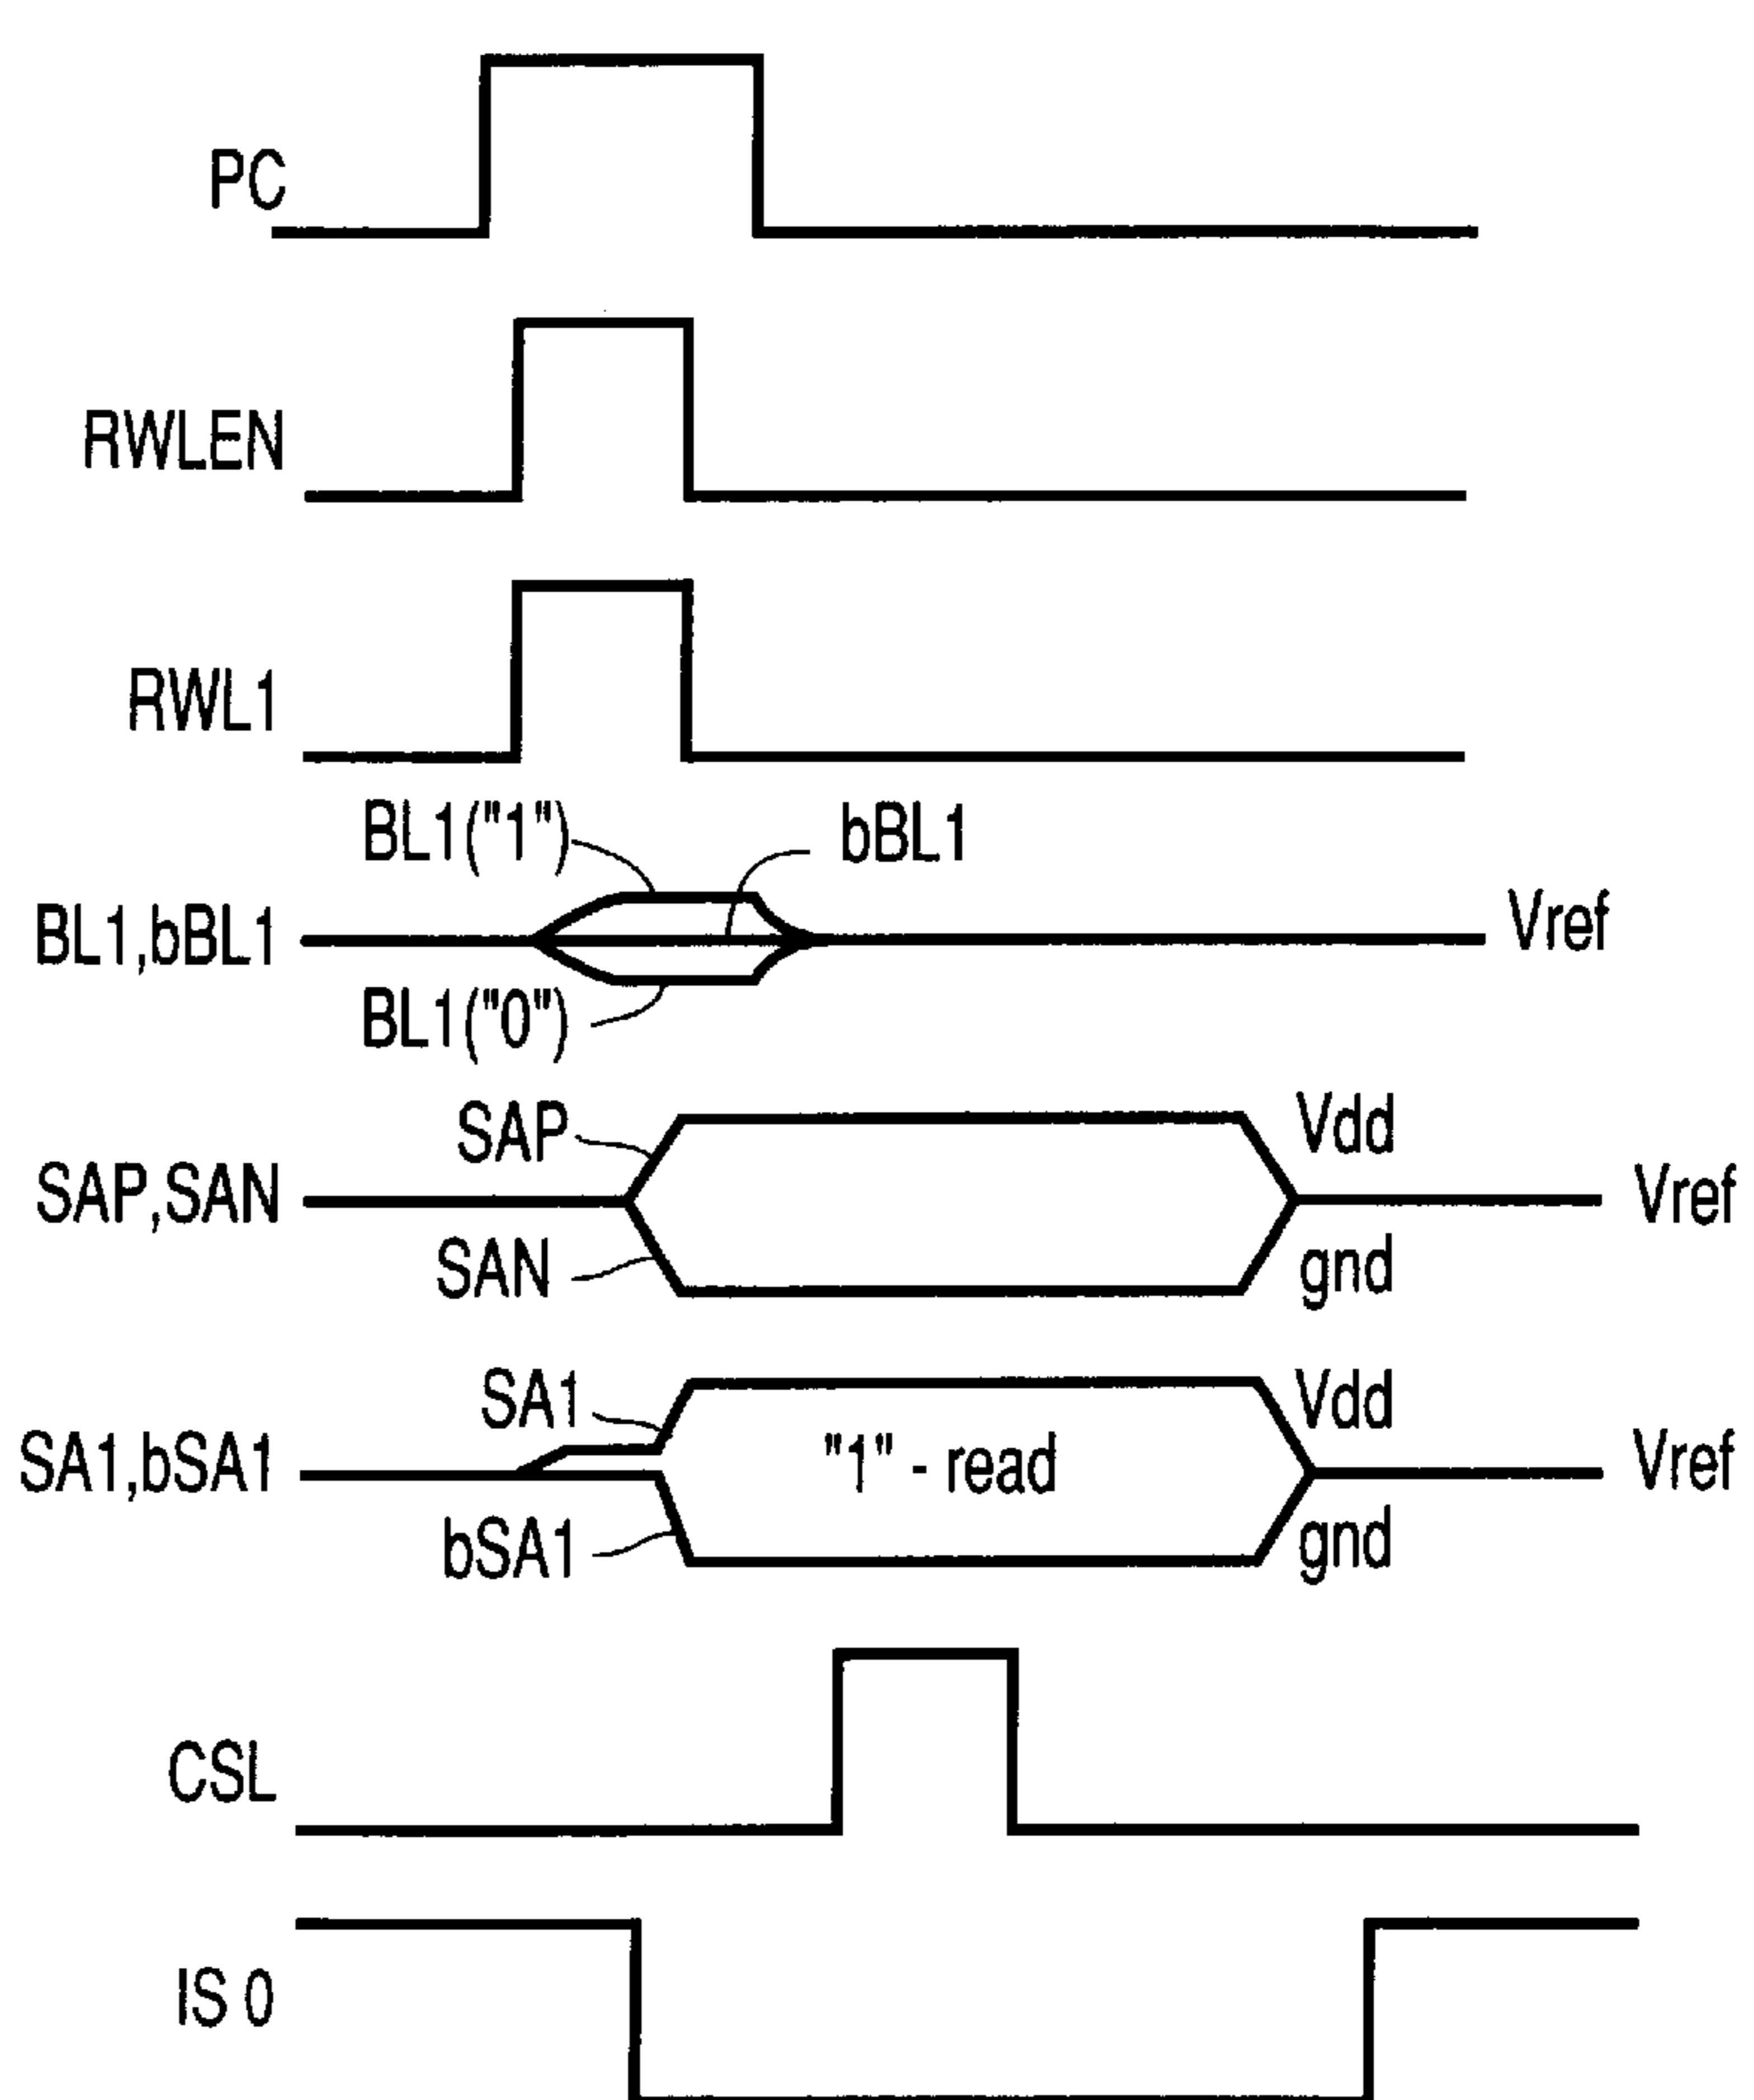 PC
RWLEN
RWL1
BL1("1") bBL1
BL1,bBL1 Vref
BL1("0")
SAP Vdd
SAP,SAN Vref
SAN gnd
SA1 Vdd
SA1,bSA1 "1" - read Vref
bSA1 gnd
CSL
IS 0